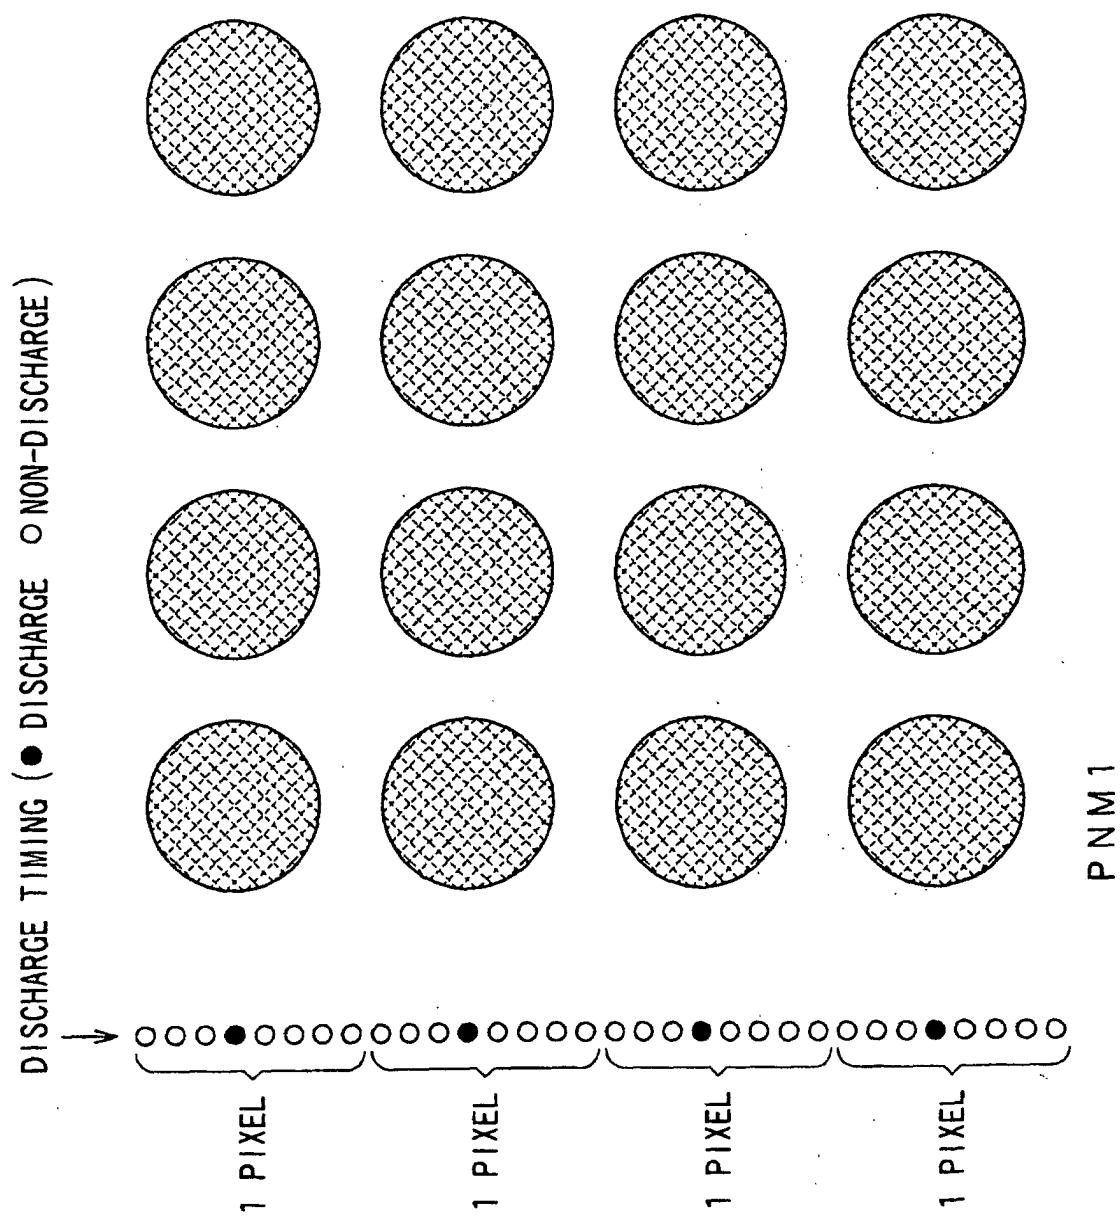 DISCHARGE TIMING (● DISCHARGE ○ NON-DISCHARGE)
1 PIXEL
1 PIXEL
1 PIXEL
1 PIXEL
PNM1